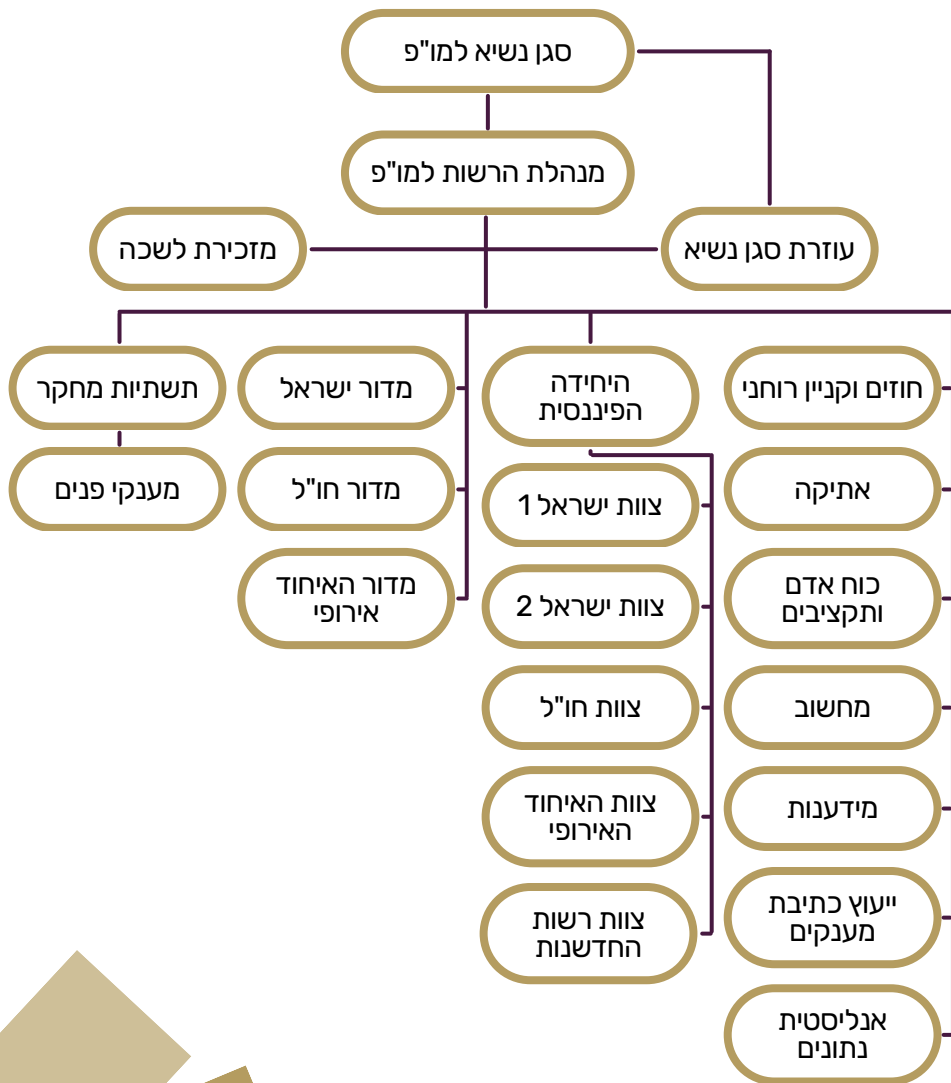 סגן נשיא למו"פ
מנהלת הרשות למו"פ
עוזרת סגן נשיא
מזכירת לשכה
חוזים וקניין רוחני
אתיקה
כוח אדם
ותקציבים
מחשוב
מידענות
ייעוץ כתיבת
מענקים
אנליסטית
נתונים
היחידה
הפיננסית
צוות ישראל 1
צוות ישראל 2
צוות חו"ל
צוות האיחוד
האירופי
צוות רשות
החדשנות
מדור ישראל
מדור חו"ל
מדור האיחוד
אירופי
תשתיות מחקר
מענקי פנים